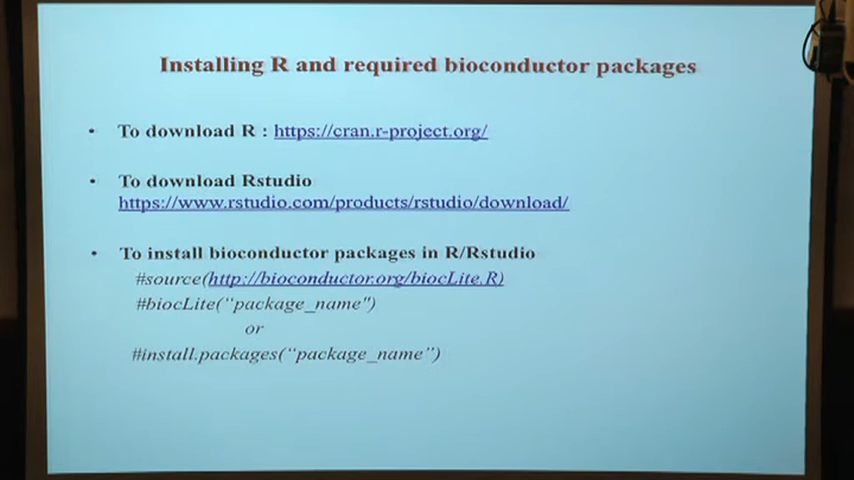 Installing R and required bioconductor packages
• To download R : https://cran.r-project.org/
• To download Rstudio
https://www.rstudio.com/products/rstudio/download/
• To install bioconductor packages in R/Rstudio
#source(http://bioconductor.org/biocLite.R)
#biocLite(“package_name")
or
#install.packages(“package_name”)